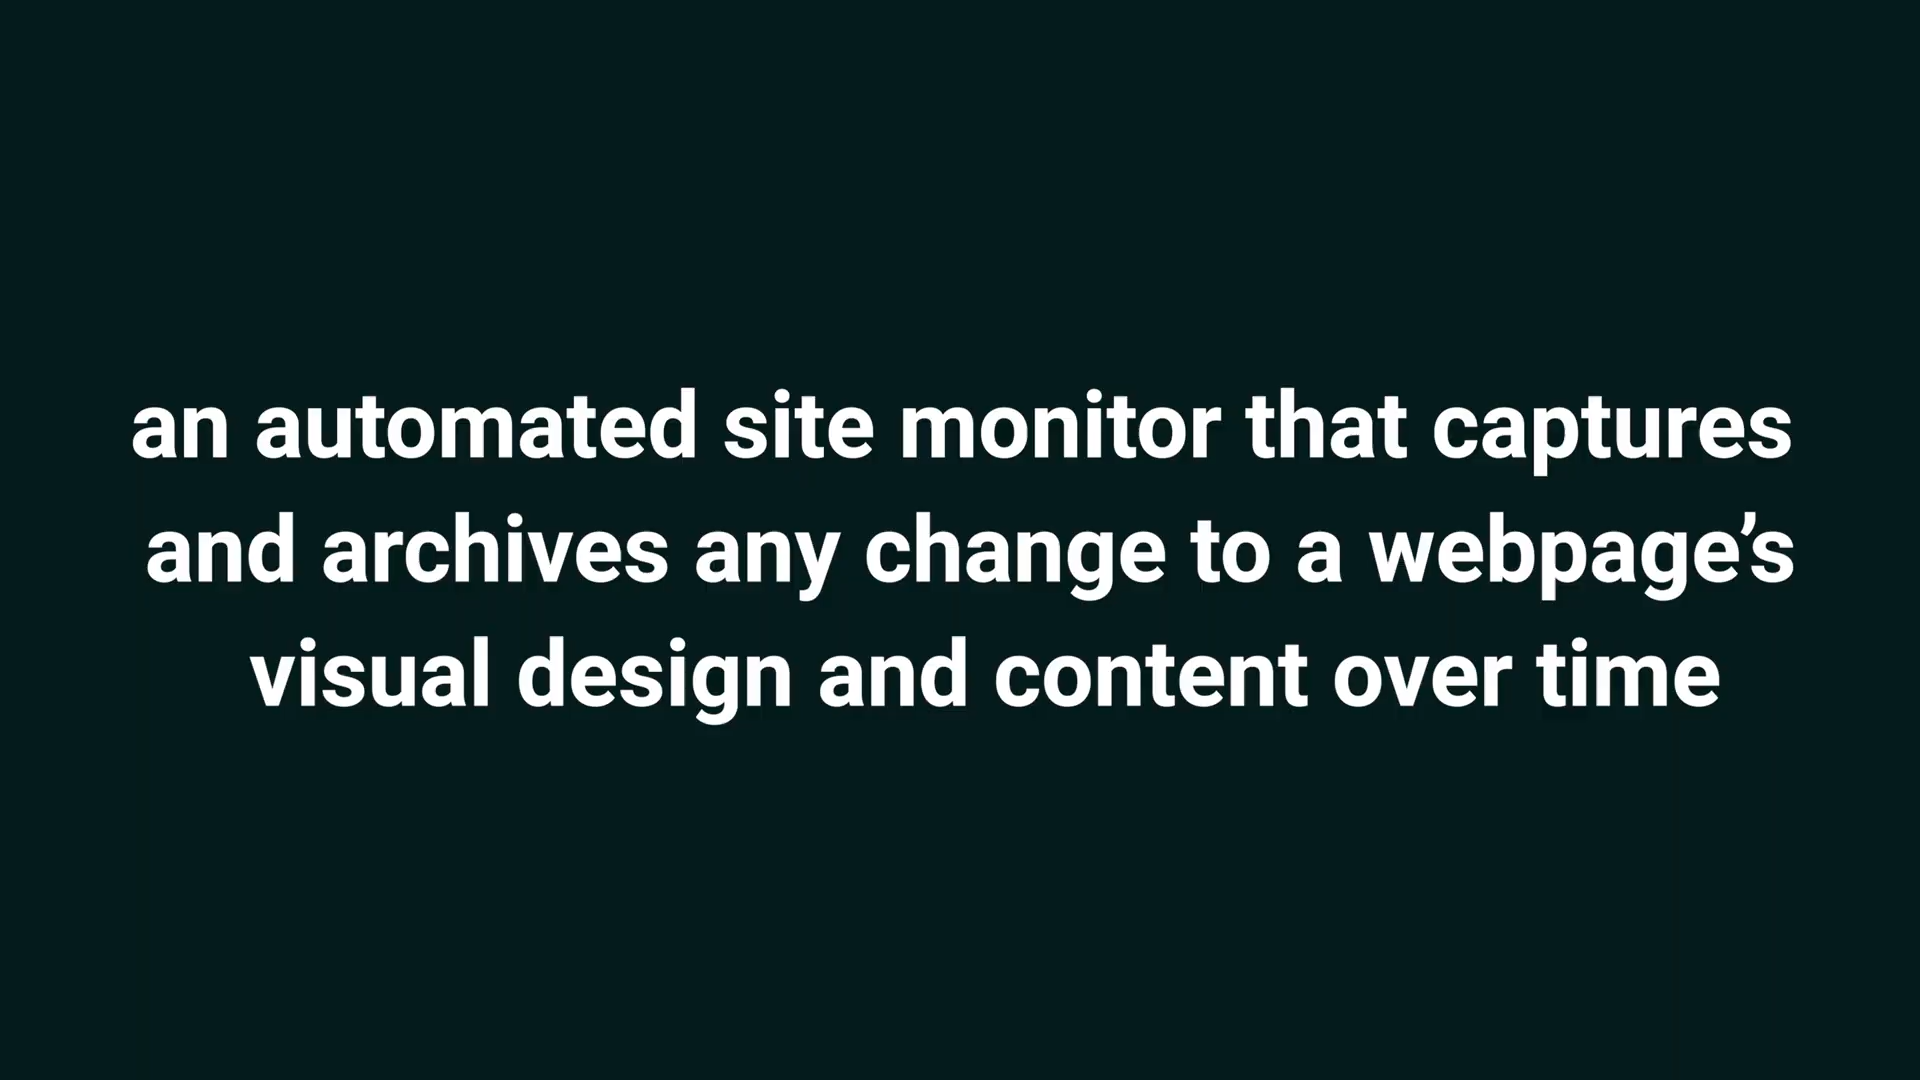 an automated site monitor that captures
and archives any change to a webpage’s
visual design and content over time